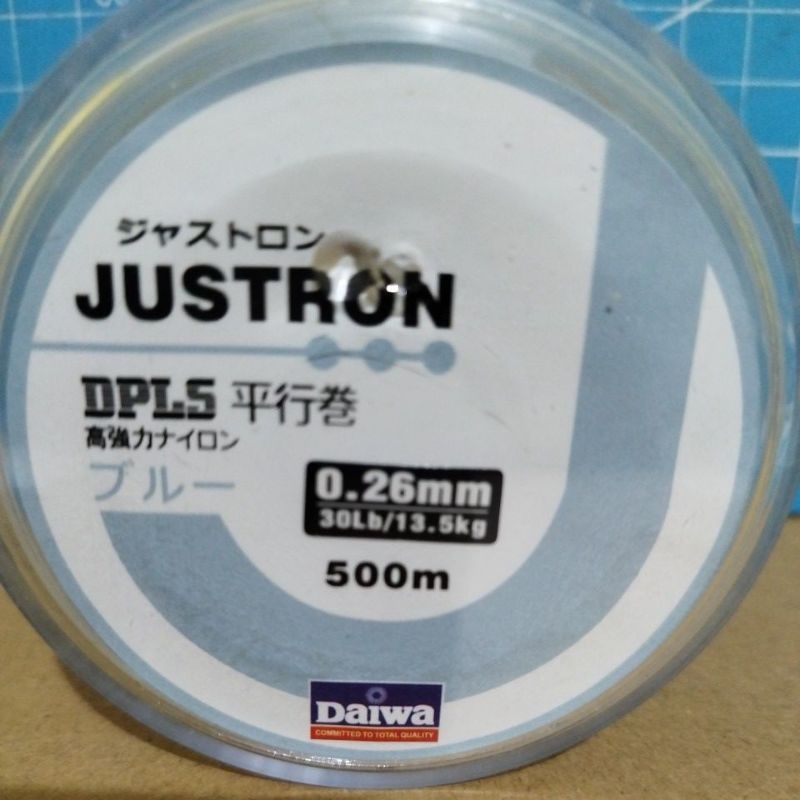 ジャストロン
JUSTRON
DPLS 平行巻
高強力ナイロン
ブルー
0.26mm
30Lb/13.5kg
500m
Daiwa
COMMITTED TO TOTAL QUALITY